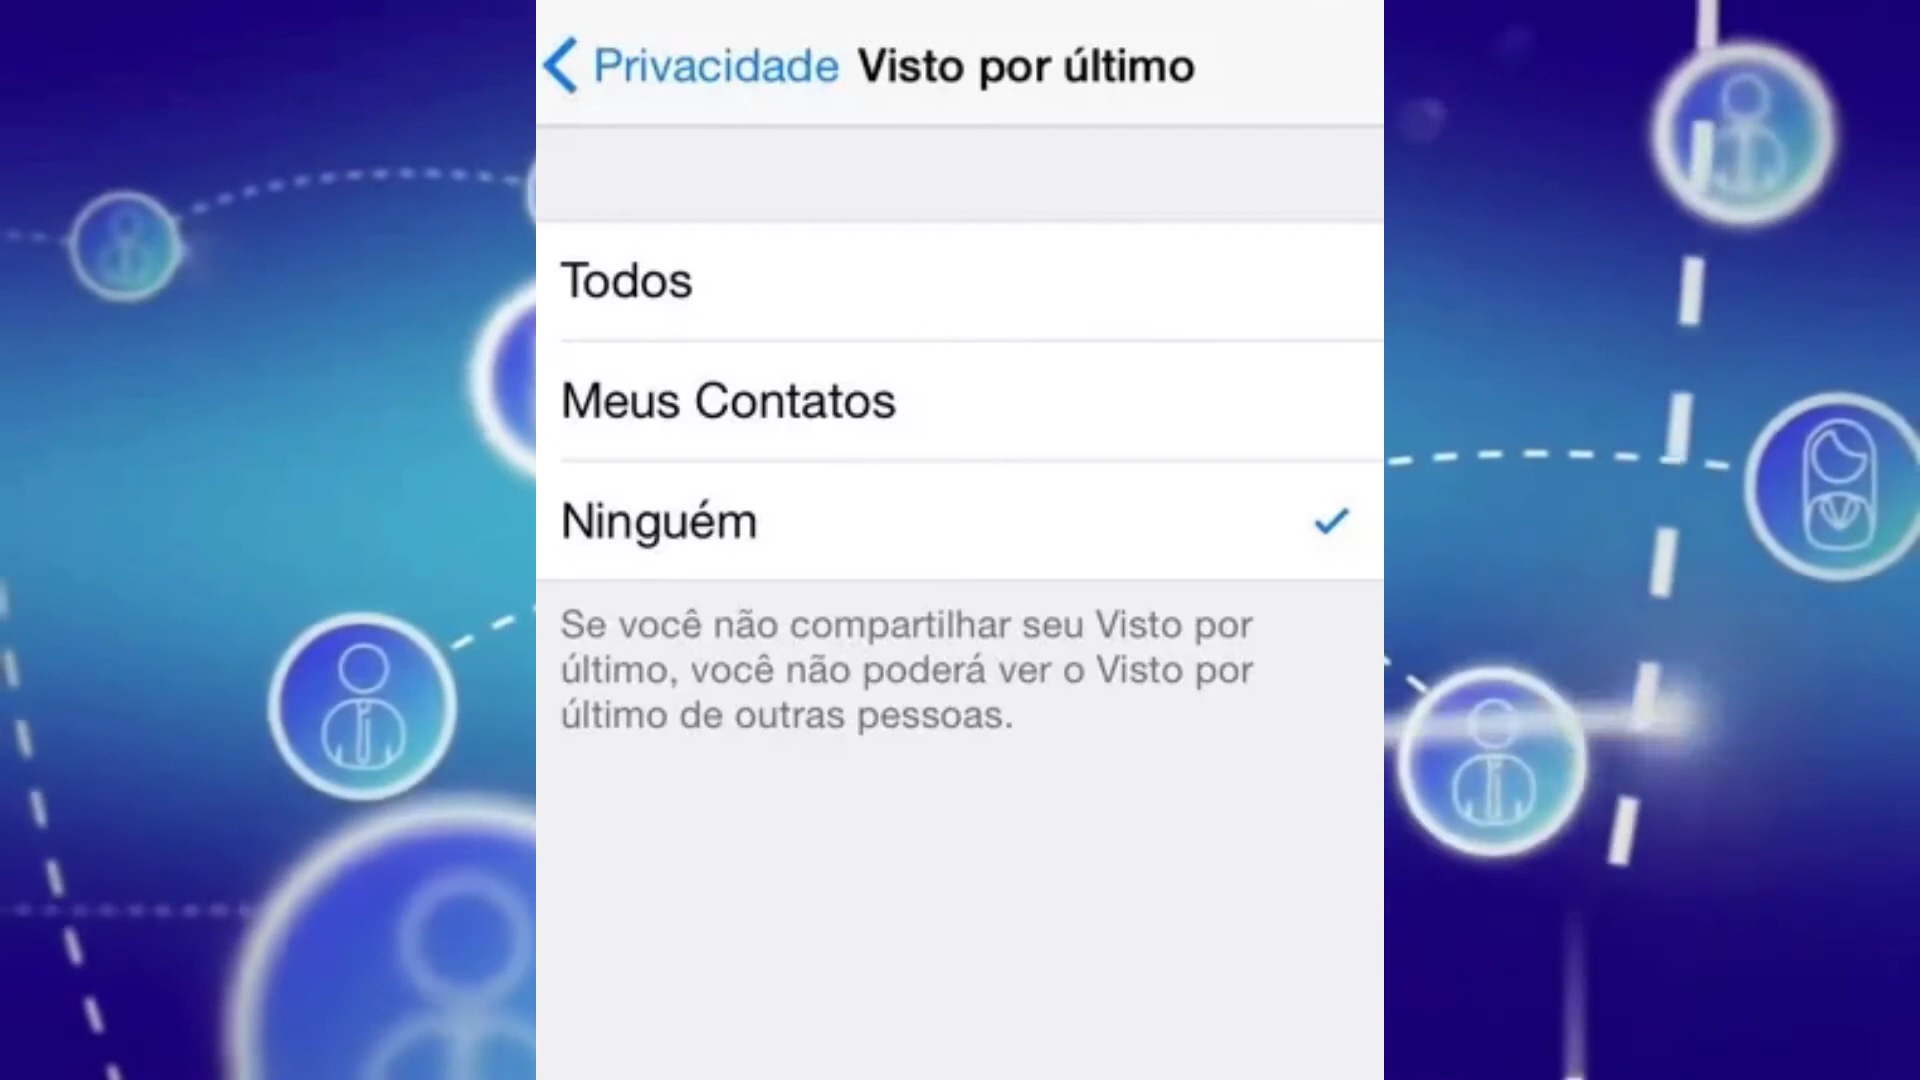 Privacidade Visto por último
Todos
Meus Contatos
Ninguém
Se você não compartilhar seu Visto por
último, você não poderá ver o Visto por
último de outras pessoas.